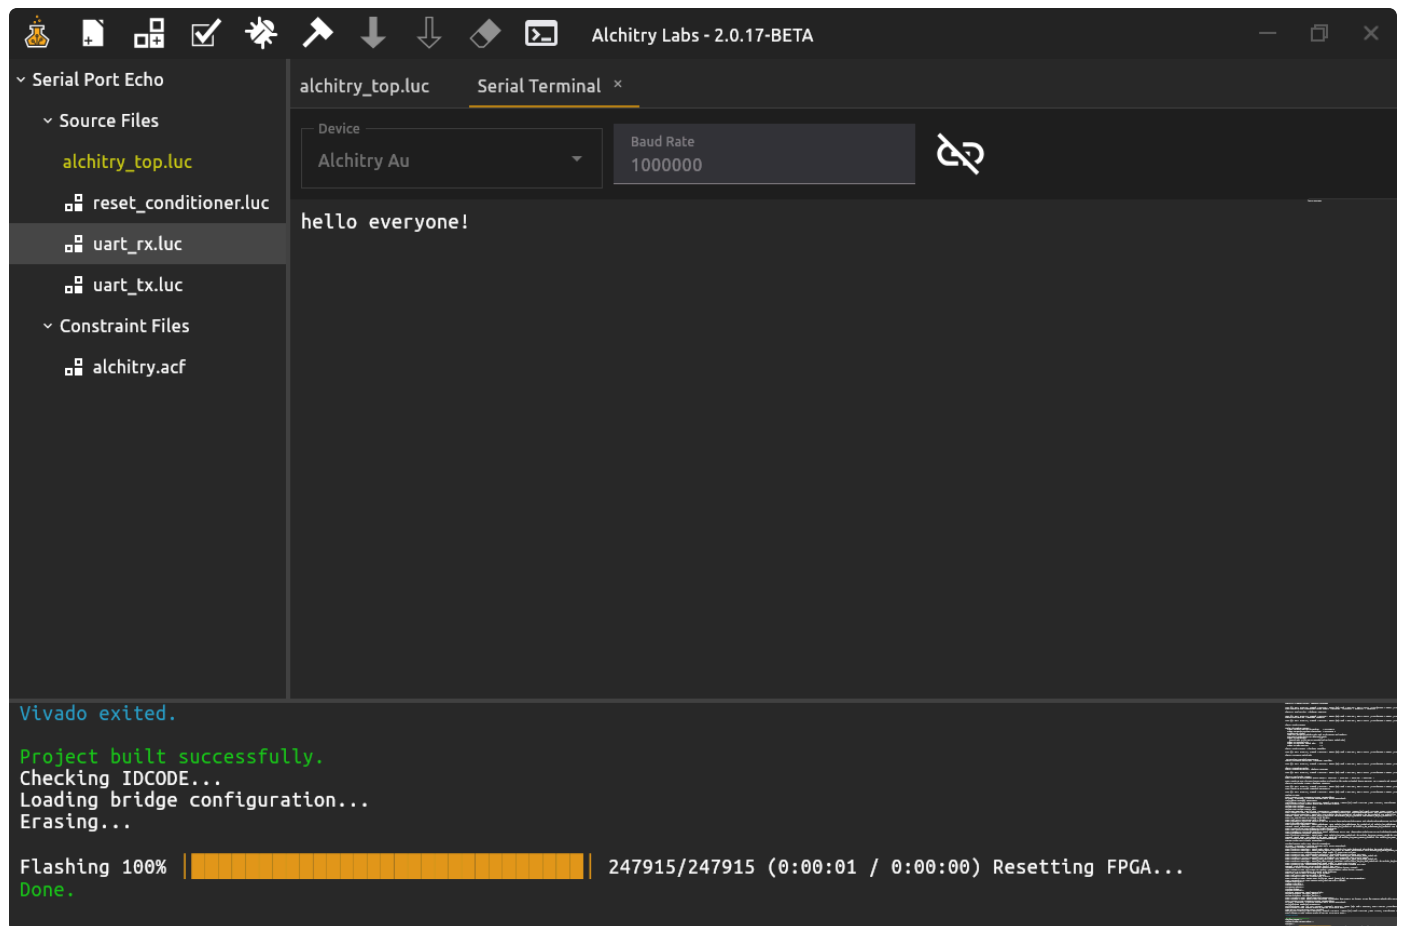 Alchitry Labs - 2.0.17-BETA
Serial Port Echo
Source Files
alchitry_top.luc
reset_conditioner.luc
uart_rx.luc
uart_tx.luc
Constraint Files
alchitry.acf
alchitry_top.luc Serial Terminal ×
Device
Alchitry Au
Baud Rate
1000000
hello everyone!
Vivado exited.
Project built successfully.
Checking IDCODE...
Loading bridge configuration...
Erasing...
Flashing 100% 247915/247915 (0:00:01 / 0:00:00) Resetting FPGA...
Done.